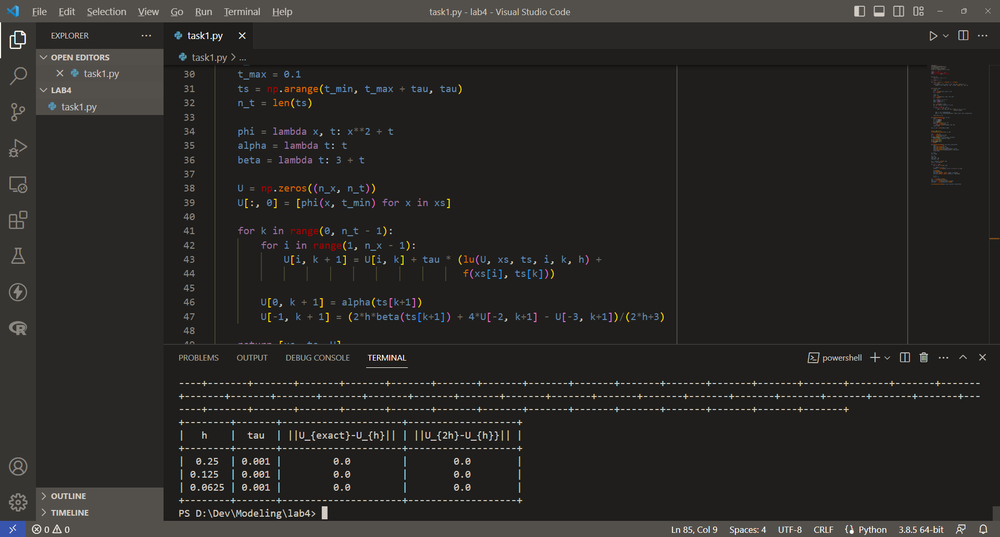 File Edit Selection View Go Run Terminal Help
task1.py - lab4 - Visual Studio Code
EXPLORER
OPEN EDITORS
task1.py
LAB4
task1.py
OUTLINE
TIMELINE
task1.py
task1.py > ...
30 t_max = 0.1
31 ts = np.arange(t_min, t_max + tau, tau)
32 n_t = len(ts)
33
34 phi = lambda x, t: x**2 + t
35 alpha = lambda t: t
36 beta = lambda t: 3 + t
37
38 U = np.zeros((n_x, n_t))
39 U[:, 0] = [phi(x, t_min) for x in xs]
40
41 for k in range(0, n_t - 1):
42 for i in range(1, n_x - 1):
43 U[i, k + 1] = U[i, k] + tau * (lu(U, xs, ts, i, k, h) +
44 f(xs[i], ts[k]))
45
46 U[0, k + 1] = alpha(ts[k+1])
47 U[-1, k + 1] = (2*h*beta(ts[k+1]) + 4*U[-2, k+1] - U[-3, k+1])/(2*h+3)
48
49 return [xs, ts, U]
PROBLEMS OUTPUT DEBUG CONSOLE TERMINAL
powershell
----+-------+-------+-------+-------+-------+-------+-------+-------+-------+-------+-------+-------+-------+-------+-------+-------+-------
+-------+-------+-------+-------+-------+-------+-------+-------+-------+-------+-------+-------+-------+-------+-------+-------+-------+---
----+-------+-------+-------+-------+-------+-------+-------+-------+-------+-------+-------+-------+-------+-------+
+--------+-------+---------------------+-------------------+
| h | tau | ||U_{exact}-U_{h}|| | ||U_{2h}-U_{h}}|| |
+--------+-------+---------------------+-------------------+
| 0.25 | 0.001 | 0.0 | 0.0 |
| 0.125 | 0.001 | 0.0 | 0.0 |
| 0.0625 | 0.001 | 0.0 | 0.0 |
+--------+-------+---------------------+-------------------+
PS D:\Dev\Modeling\lab4>
0 0
Ln 85, Col 9 Spaces: 4 UTF-8 CRLF Python 3.8.5 64-bit